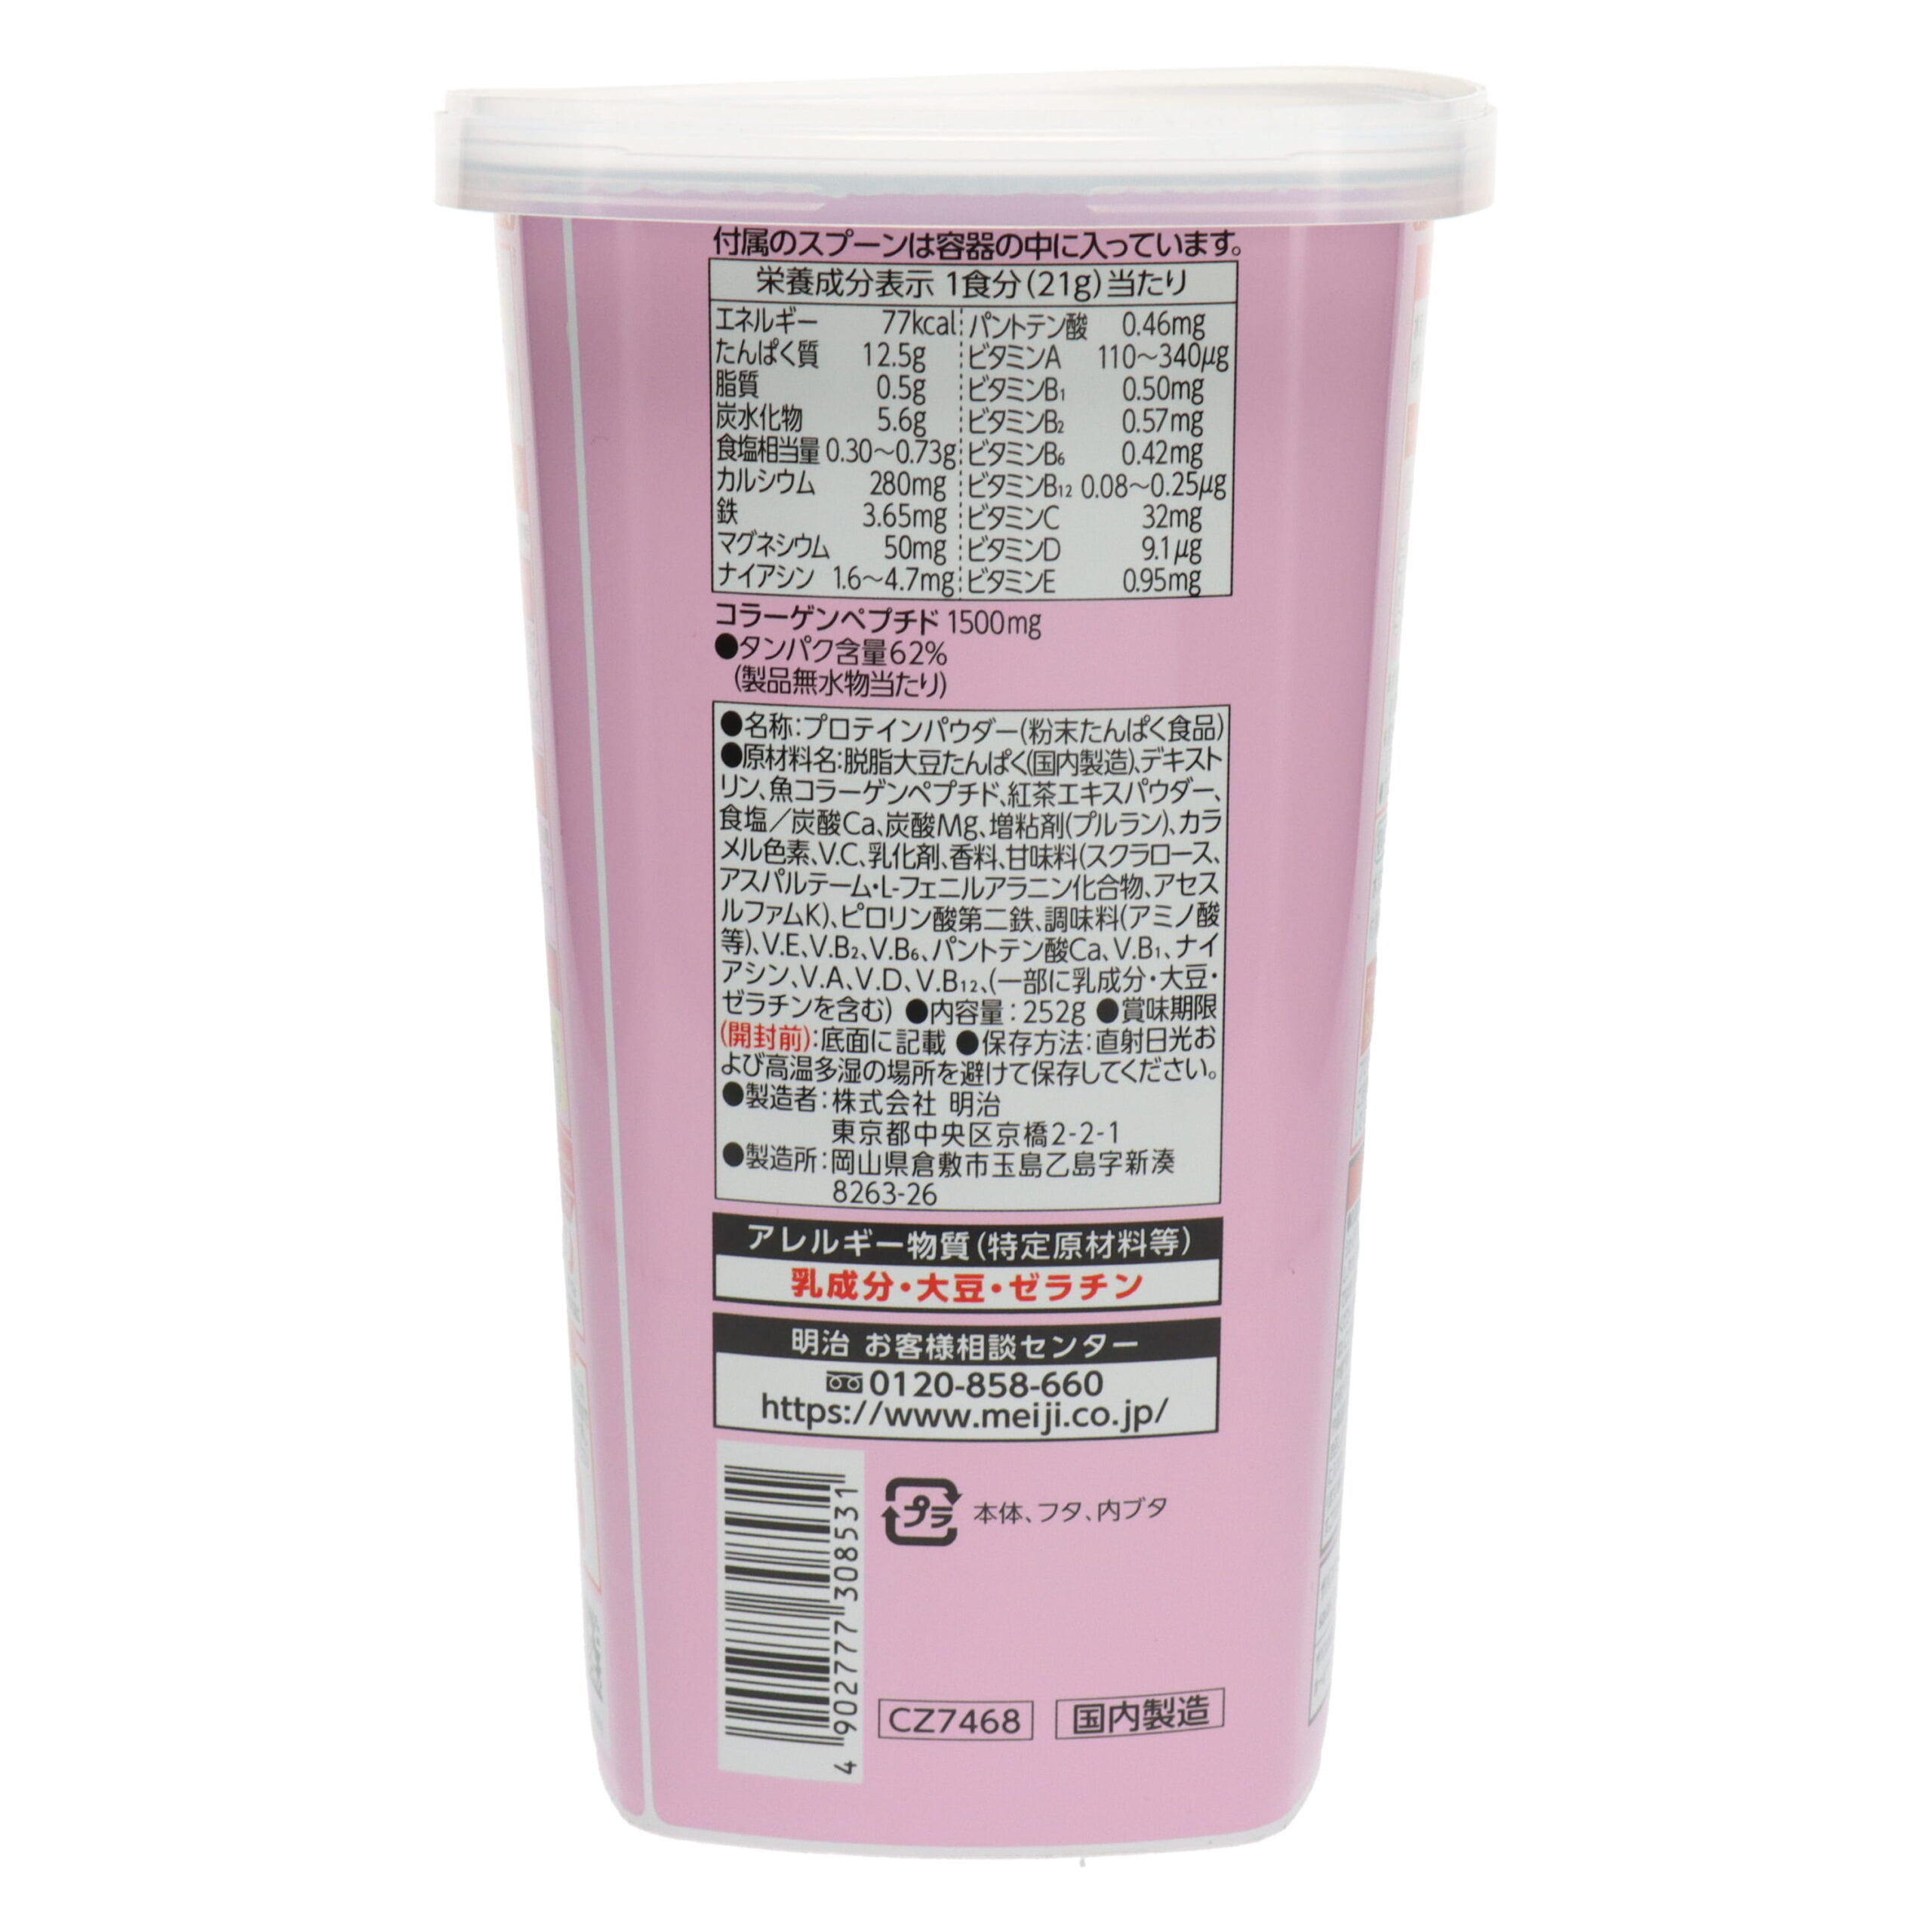 付属のスプーンは容器の中に入っています。
栄養成分表示 1食分(21g)当たり
エネルギー 77kcal
たんぱく質 12.5g
脂質 0.5g
炭水化物 5.6g
食塩相当量 0.30～0.73g
カルシウム 280mg
鉄 3.65mg
マグネシウム 50mg
ナイアシン 1.6～4.7mg
パントテン酸 0.46mg
ビタミンA 110～340μg
ビタミンB1 0.50mg
ビタミンB2 0.57mg
ビタミンB6 0.42mg
ビタミンB12 0.08～0.25μg
ビタミンC 32mg
ビタミンD 9.1μg
ビタミンE 0.95mg
コラーゲンペプチド 1500mg
●タンパク含量62%
(製品無水物当たり)
●名称:プロテインパウダー(粉末たんぱく食品)
●原材料名:脱脂大豆たんぱく(国内製造)、デキスト
リン、魚コラーゲンペプチド、紅茶エキスパウダー、
食塩／炭酸Ca、炭酸Mg、増粘剤(プルラン)、カラ
メル色素、V.C、乳化剤、香料、甘味料(スクラロース、
アスパルテーム・L-フェニルアラニン化合物、アセス
ルファムK)、ピロリン酸第二鉄、調味料(アミノ酸
等)、V.E、V.B2、V.B6、パントテン酸Ca、V.B1、ナイ
アシン、V.A、V.D、V.B12、(一部に乳成分・大豆・
ゼラチンを含む) ●内容量:252g ●賞味期限
(開封前):底面に記載 ●保存方法:直射日光お
よび高温多湿の場所を避けて保存してください。
●製造者:株式会社 明治
東京都中央区京橋2-2-1
●製造所:岡山県倉敷市玉島乙島字新湊
8263-26
アレルギー物質(特定原材料等)
乳成分・大豆・ゼラチン
明治 お客様相談センター
0120-858-660
https://www.meiji.co.jp/
4 902777 308531
プラ 本体、フタ、内ブタ
CZ7468 国内製造